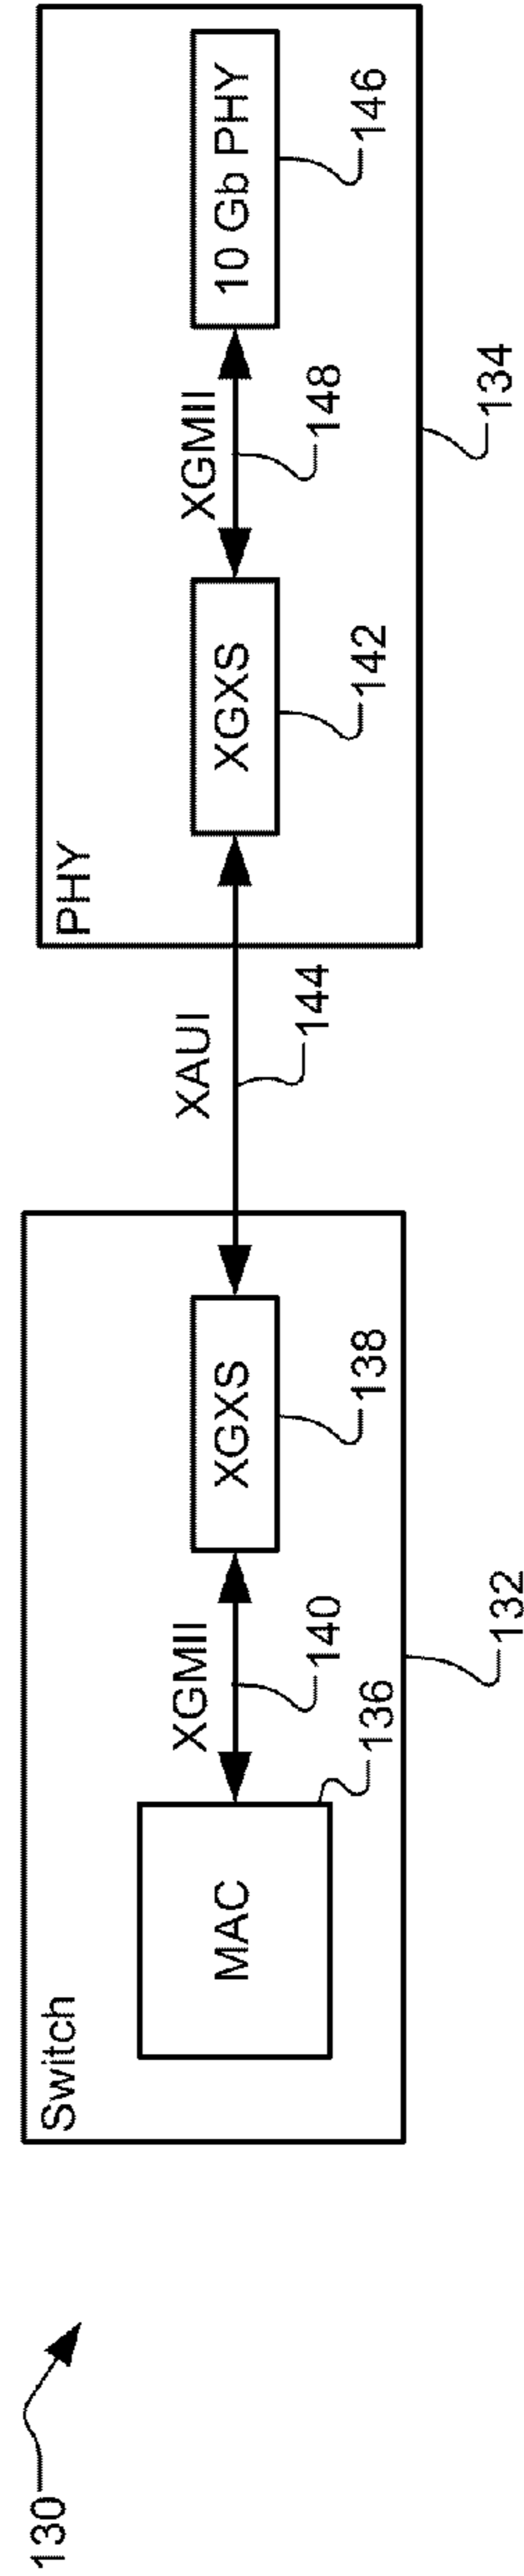 130
Switch
MAC
136
XGMII
140
XGXS
138
132
XAUI
144
PHY
XGXS
142
XGMII
148
10 Gb PHY
146
134